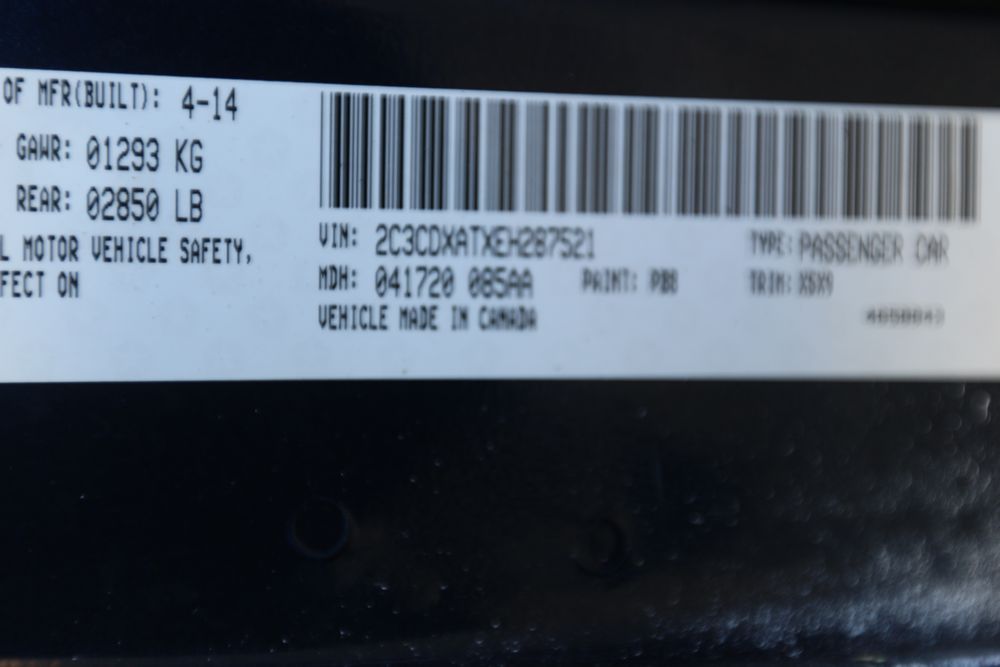 OF MFR(BUILT): 4-14
GAWR: 01293 KG
REAR: 02850 LB
L MOTOR VEHICLE SAFETY,
FECT ON
VIN: 2C3CDXATXEH287521 TYPE: PASSENGER CAR
MDH: 041720 085AA PAINT: PB8 TRIM: X5X9
VEHICLE MADE IN CANADA